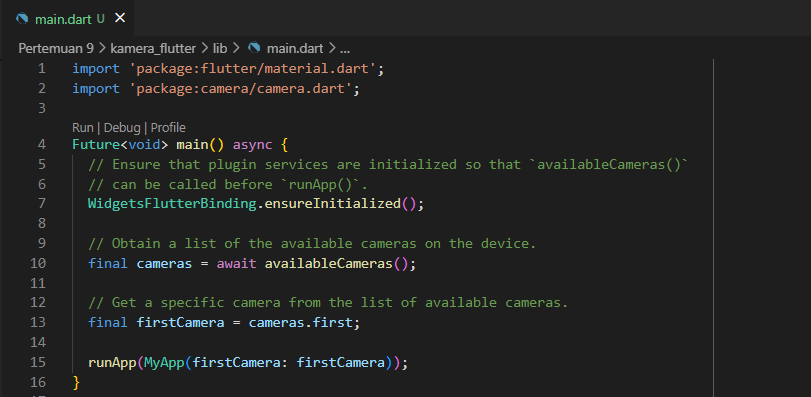 main.dart U ×
Pertemuan 9 > kamera_flutter > lib > main.dart > ...
1 import 'package:flutter/material.dart';
2 import 'package:camera/camera.dart';
3
Run | Debug | Profile
4 Future<void> main() async {
5 // Ensure that plugin services are initialized so that `availableCameras()`
6 // can be called before `runApp()`.
7 WidgetsFlutterBinding.ensureInitialized();
8
9 // Obtain a list of the available cameras on the device.
10 final cameras = await availableCameras();
11
12 // Get a specific camera from the list of available cameras.
13 final firstCamera = cameras.first;
14
15 runApp(MyApp(firstCamera: firstCamera));
16 }